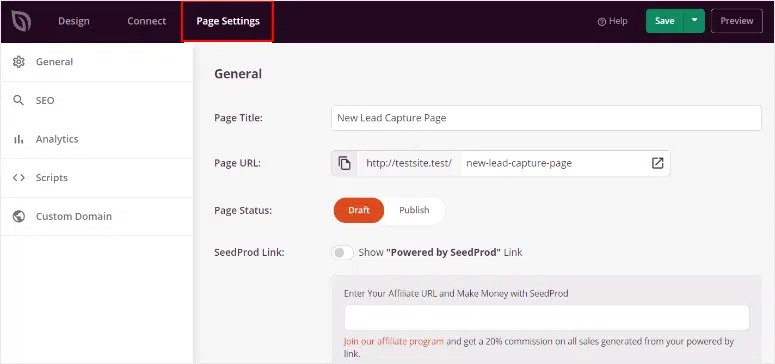 Design Connect Page Settings Help Save Preview
General
SEO
Analytics
Scripts
Custom Domain
General
Page Title: New Lead Capture Page
Page URL: http://testsite.test/ new-lead-capture-page
Page Status: Draft Publish
SeedProd Link: Show "Powered by SeedProd" Link
Enter Your Affiliate URL and Make Money with SeedProd
Join our affiliate program and get a 20% commission on all sales generated from your powered by
link.